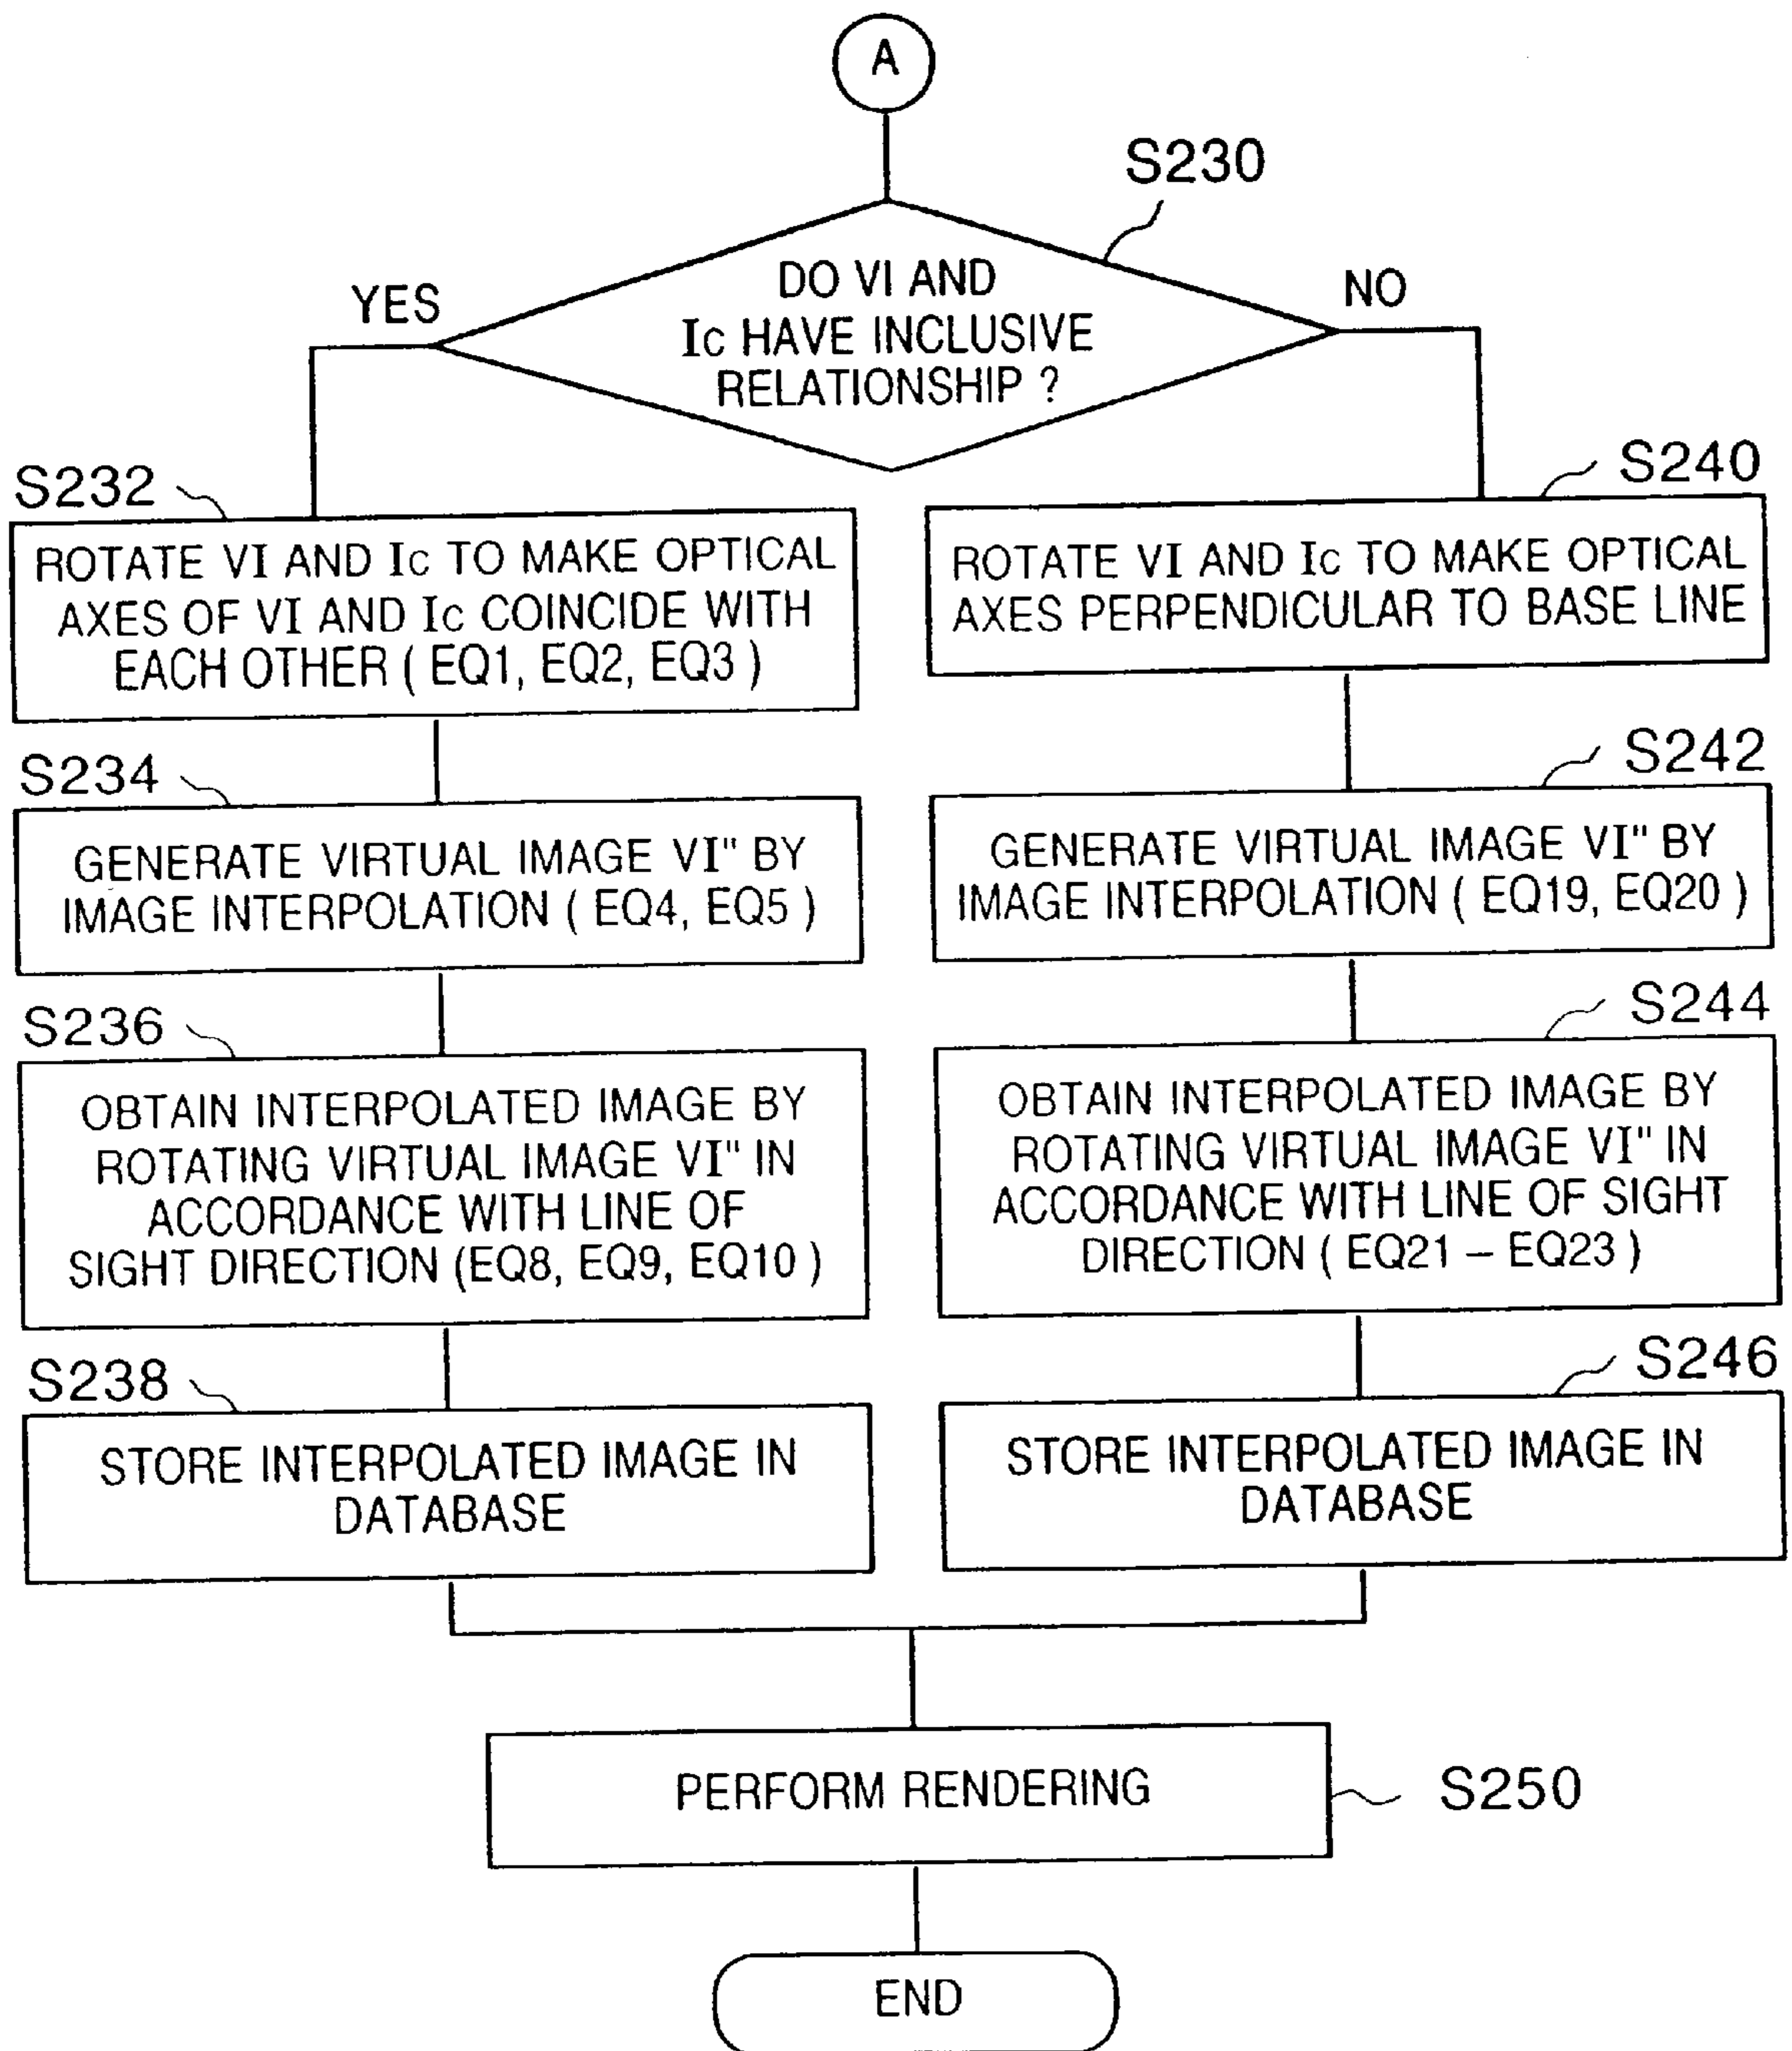 A
S230
DO VI AND
Ic HAVE INCLUSIVE
RELATIONSHIP ?
YES
NO
S232
ROTATE VI AND Ic TO MAKE OPTICAL
AXES OF VI AND Ic COINCIDE WITH
EACH OTHER ( EQ1, EQ2, EQ3 )
S234
GENERATE VIRTUAL IMAGE VI" BY
IMAGE INTERPOLATION ( EQ4, EQ5 )
S236
OBTAIN INTERPOLATED IMAGE BY
ROTATING VIRTUAL IMAGE VI" IN
ACCORDANCE WITH LINE OF
SIGHT DIRECTION (EQ8, EQ9, EQ10 )
S238
STORE INTERPOLATED IMAGE IN
DATABASE
S240
ROTATE VI AND Ic TO MAKE OPTICAL
AXES PERPENDICULAR TO BASE LINE
S242
GENERATE VIRTUAL IMAGE VI" BY
IMAGE INTERPOLATION ( EQ19, EQ20 )
S244
OBTAIN INTERPOLATED IMAGE BY
ROTATING VIRTUAL IMAGE VI" IN
ACCORDANCE WITH LINE OF SIGHT
DIRECTION ( EQ21 – EQ23 )
S246
STORE INTERPOLATED IMAGE IN
DATABASE
PERFORM RENDERING
S250
END